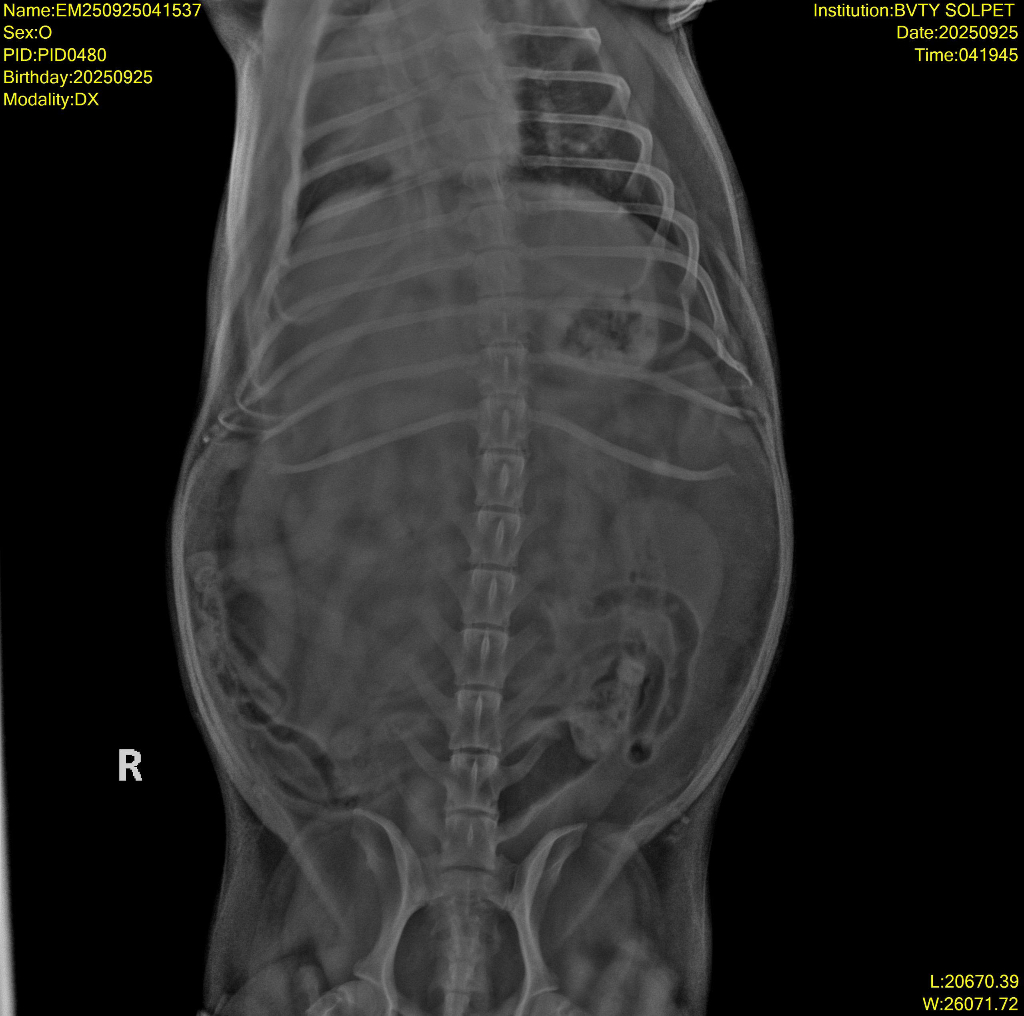 Name:EM250925041537
Sex:O
PID:PID0480
Birthday:20250925
Modality:DX
Institution:BVTY SOLPET
Date:20250925
Time:041945
R
L:20670.39
W:26071.72